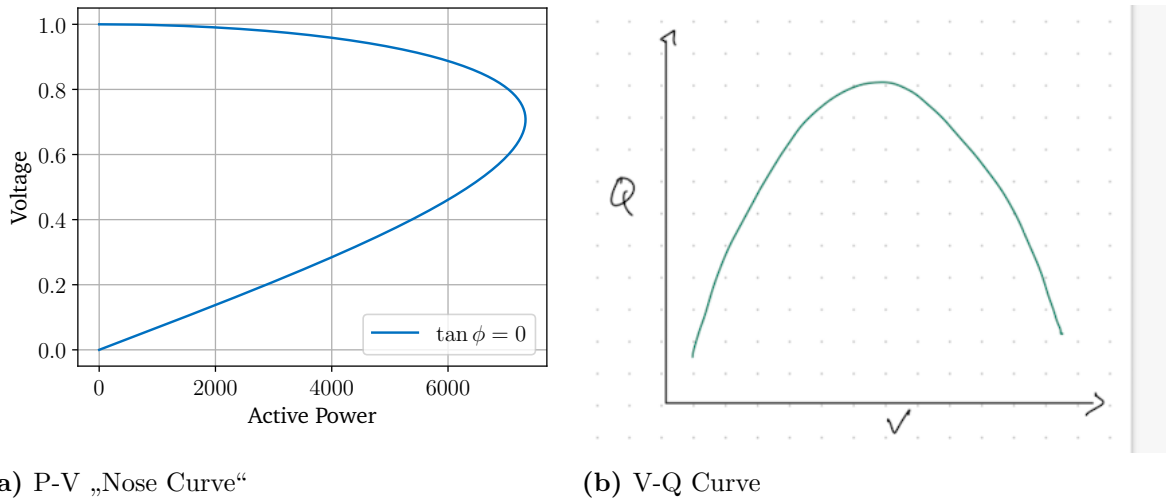 1.0
0.8
0.6
0.4
0.2
0.0
Voltage
tan ϕ = 0
0 2000 4000 6000
Active Power
Q
V
a) P-V „Nose Curve“
(b) V-Q Curve